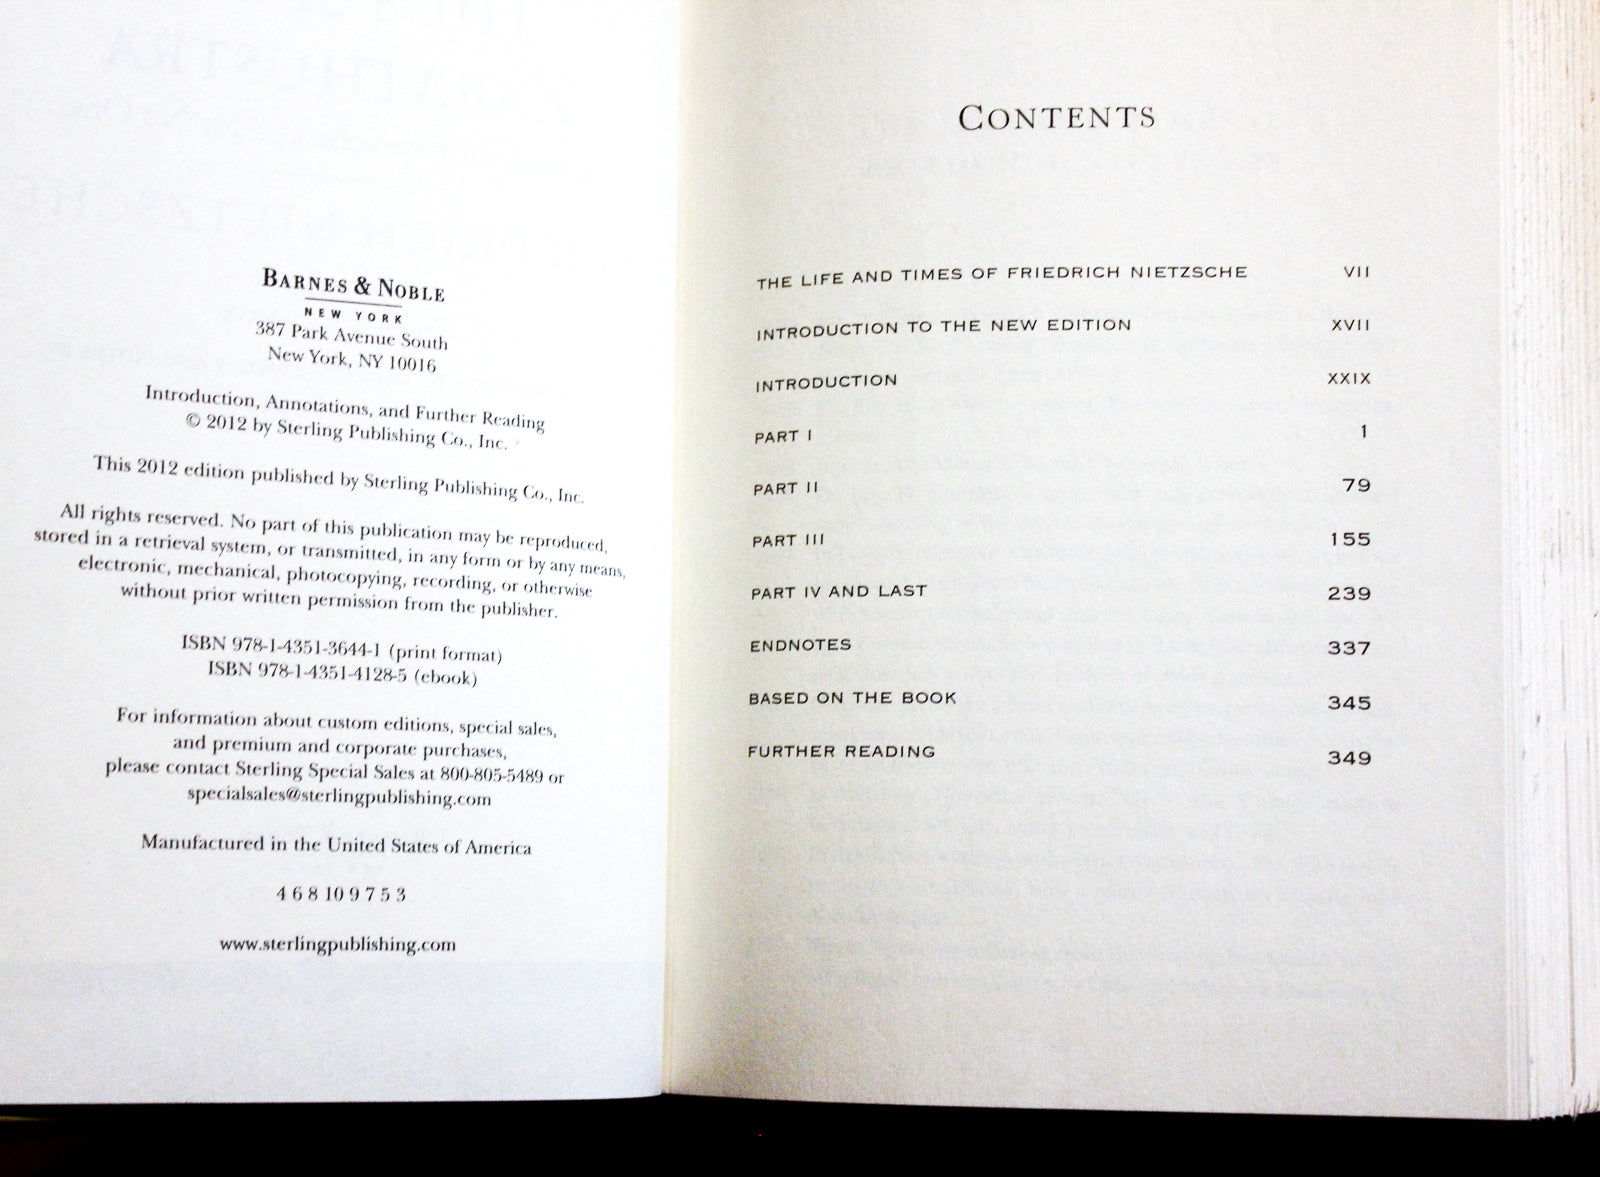 BARNES & NOBLE
NEW YORK
387 Park Avenue South
New York, NY 10016
Introduction, Annotations, and Further Reading
© 2012 by Sterling Publishing Co., Inc.
This 2012 edition published by Sterling Publishing Co., Inc.
All rights reserved. No part of this publication may be reproduced,
stored in a retrieval system, or transmitted, in any form or by any means,
electronic, mechanical, photocopying, recording, or otherwise
without prior written permission from the publisher.
ISBN 978-1-4351-3644-1 (print format)
ISBN 978-1-4351-4128-5 (ebook)
For information about custom editions, special sales,
and premium and corporate purchases,
please contact Sterling Special Sales at 800-805-5489 or
specialsales@sterlingpublishing.com
Manufactured in the United States of America
4 6 8 10 9 7 5 3
www.sterlingpublishing.com
CONTENTS
THE LIFE AND TIMES OF FRIEDRICH NIETZSCHE VII
INTRODUCTION TO THE NEW EDITION XVII
INTRODUCTION XXIX
PART I 1
PART II 79
PART III 155
PART IV AND LAST 239
ENDNOTES 337
BASED ON THE BOOK 345
FURTHER READING 349